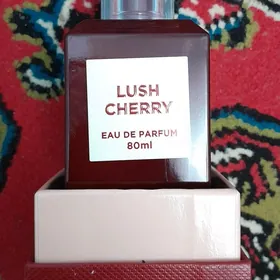 LUSH
CHERRY
EAU DE PARFUM
80ml